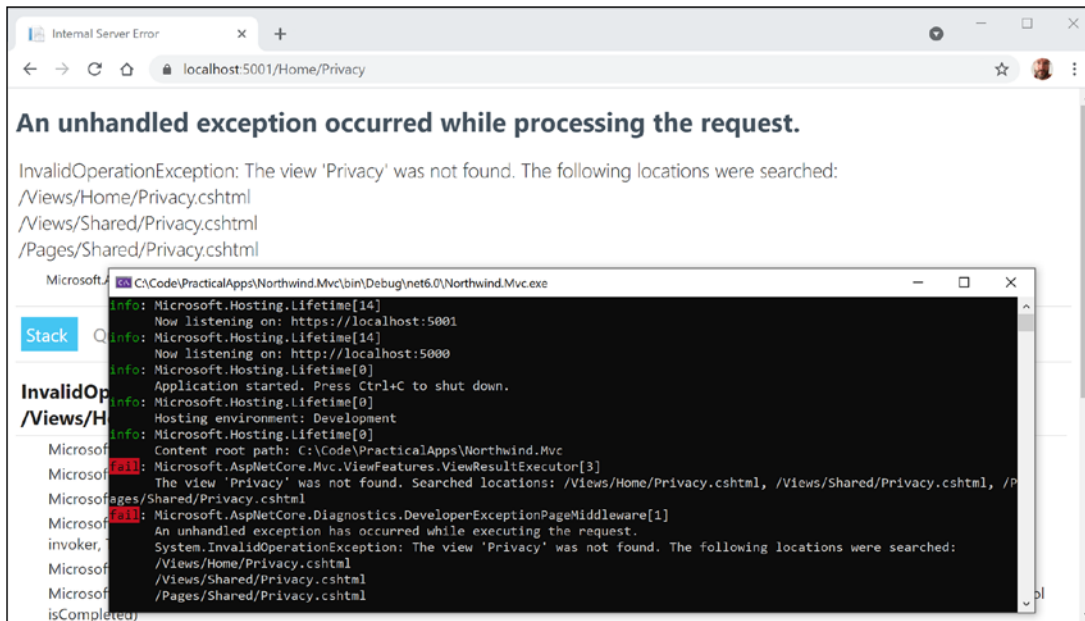 Internal Server Error
localhost:5001/Home/Privacy
An unhandled exception occurred while processing the request.
InvalidOperationException: The view 'Privacy' was not found. The following locations were searched:
/Views/Home/Privacy.cshtml
/Views/Shared/Privacy.cshtml
/Pages/Shared/Privacy.cshtml
Microsoft.
C:\Code\PracticalApps\Northwind.Mvc\bin\Debug\net6.0\Northwind.Mvc.exe
info: Microsoft.Hosting.Lifetime[14]
Now listening on: https://localhost:5001
info: Microsoft.Hosting.Lifetime[14]
Now listening on: http://localhost:5000
info: Microsoft.Hosting.Lifetime[0]
Application started. Press Ctrl+C to shut down.
info: Microsoft.Hosting.Lifetime[0]
Hosting environment: Development
info: Microsoft.Hosting.Lifetime[0]
Content root path: C:\Code\PracticalApps\Northwind.Mvc
fail: Microsoft.AspNetCore.Mvc.ViewFeatures.ViewResultExecutor[3]
The view 'Privacy' was not found. Searched locations: /Views/Home/Privacy.cshtml, /Views/Shared/Privacy.cshtml, /P
ages/Shared/Privacy.cshtml
fail: Microsoft.AspNetCore.Diagnostics.DeveloperExceptionPageMiddleware[1]
An unhandled exception has occurred while executing the request.
System.InvalidOperationException: The view 'Privacy' was not found. The following locations were searched:
/Views/Home/Privacy.cshtml
/Views/Shared/Privacy.cshtml
/Pages/Shared/Privacy.cshtml
Stack
Q
InvalidOp
/Views/H
Microsof
Microsof
Microsof
Microsof
invoker,
Microsof
Microsof
ol
isCompleted)